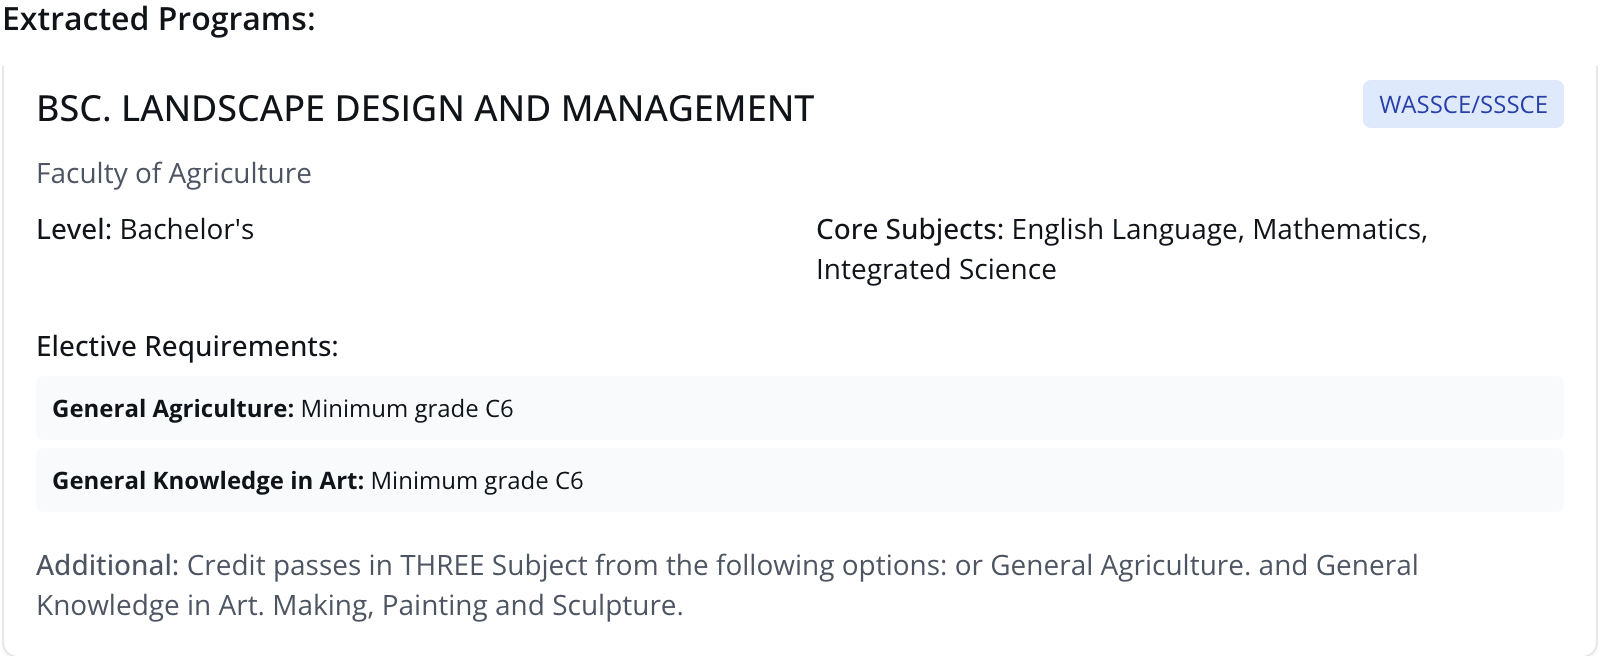 Extracted Programs:
BSC. LANDSCAPE DESIGN AND MANAGEMENT
WASSCE/SSSCE
Faculty of Agriculture
Level: Bachelor's
Core Subjects: English Language, Mathematics,
Integrated Science
Elective Requirements:
General Agriculture: Minimum grade C6
General Knowledge in Art: Minimum grade C6
Additional: Credit passes in THREE Subject from the following options: or General Agriculture. and General
Knowledge in Art. Making, Painting and Sculpture.